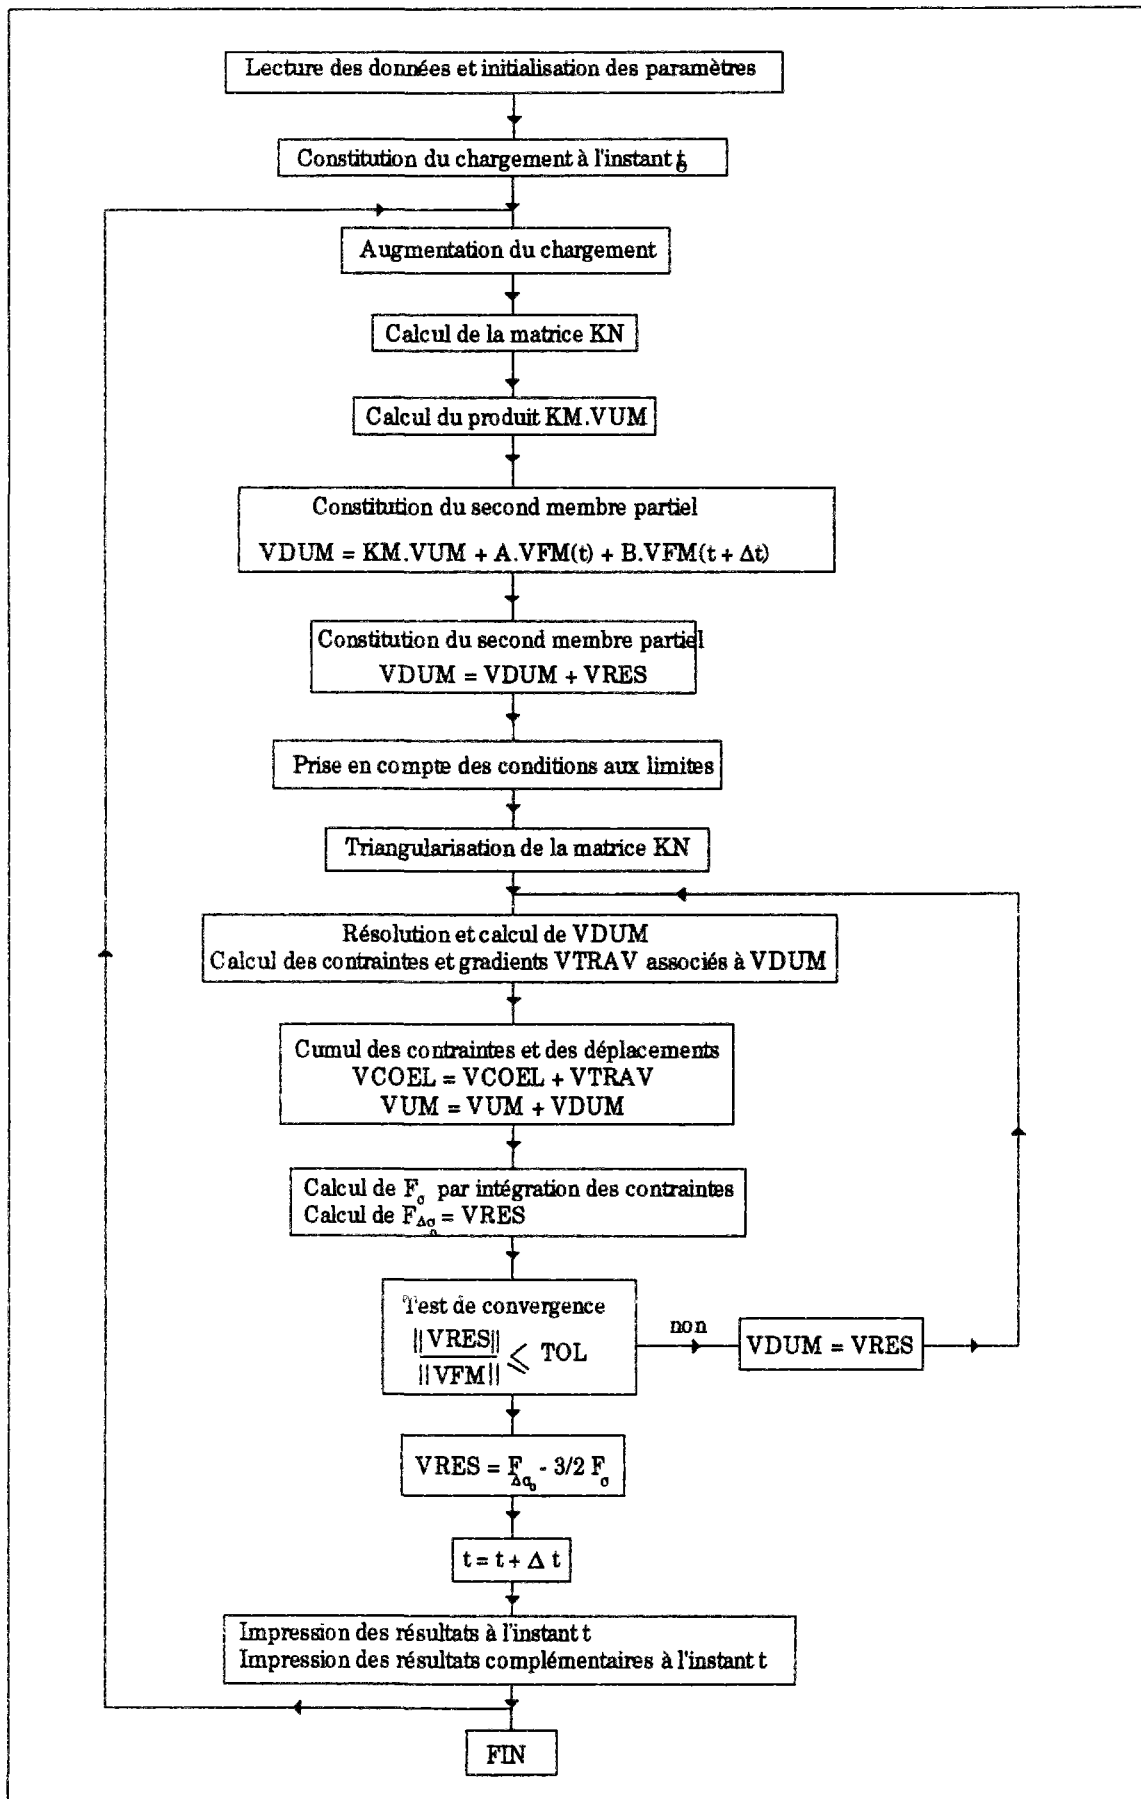 Lecture des données et initialisation des paramètres
Constitution du chargement à l'instant t₀
Augmentation du chargement
Calcul de la matrice KN
Calcul du produit KM.VUM
Constitution du second membre partiel
VDUM = KM.VUM + A.VFM(t) + B.VFM(t + Δt)
Constitution du second membre partiel
VDUM = VDUM + VRES
Prise en compte des conditions aux limites
Triangularisation de la matrice KN
Résolution et calcul de VDUM
Calcul des contraintes et gradients VTRAV associés à VDUM
Cumul des contraintes et des déplacements
VCOEL = VCOEL + VTRAV
VUM = VUM + VDUM
Calcul de F_σ par intégration des contraintes
Calcul de F_Δσ₀ = VRES
Test de convergence
||VRES||
||VFM|| ⩽ TOL
non
VDUM = VRES
VRES = F_Δσ₀ - 3/2 F_σ
t = t + Δ t
Impression des résultats à l'instant t
Impression des résultats complémentaires à l'instant t
FIN